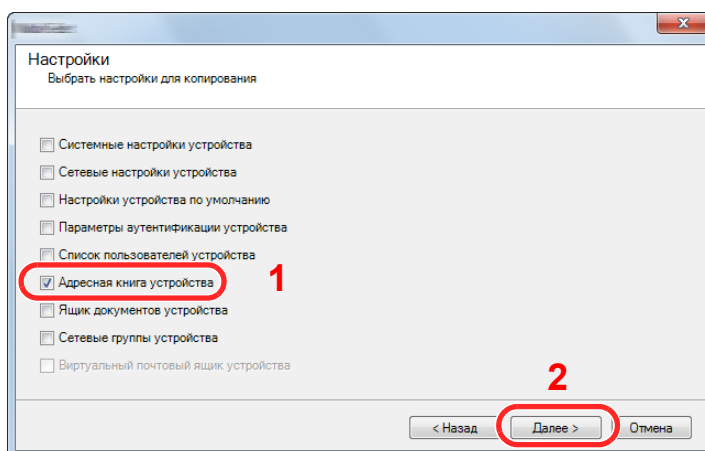 Настройки
Выбрать настройки для копирования
Системные настройки устройства
Сетевые настройки устройства
Настройки устройства по умолчанию
Параметры аутентификации устройства
Список пользователей устройства
Адресная книга устройства
1
Ящик документов устройства
Сетевые группы устройства
Виртуальный почтовый ящик устройства
2
< Назад
Далее >
Отмена